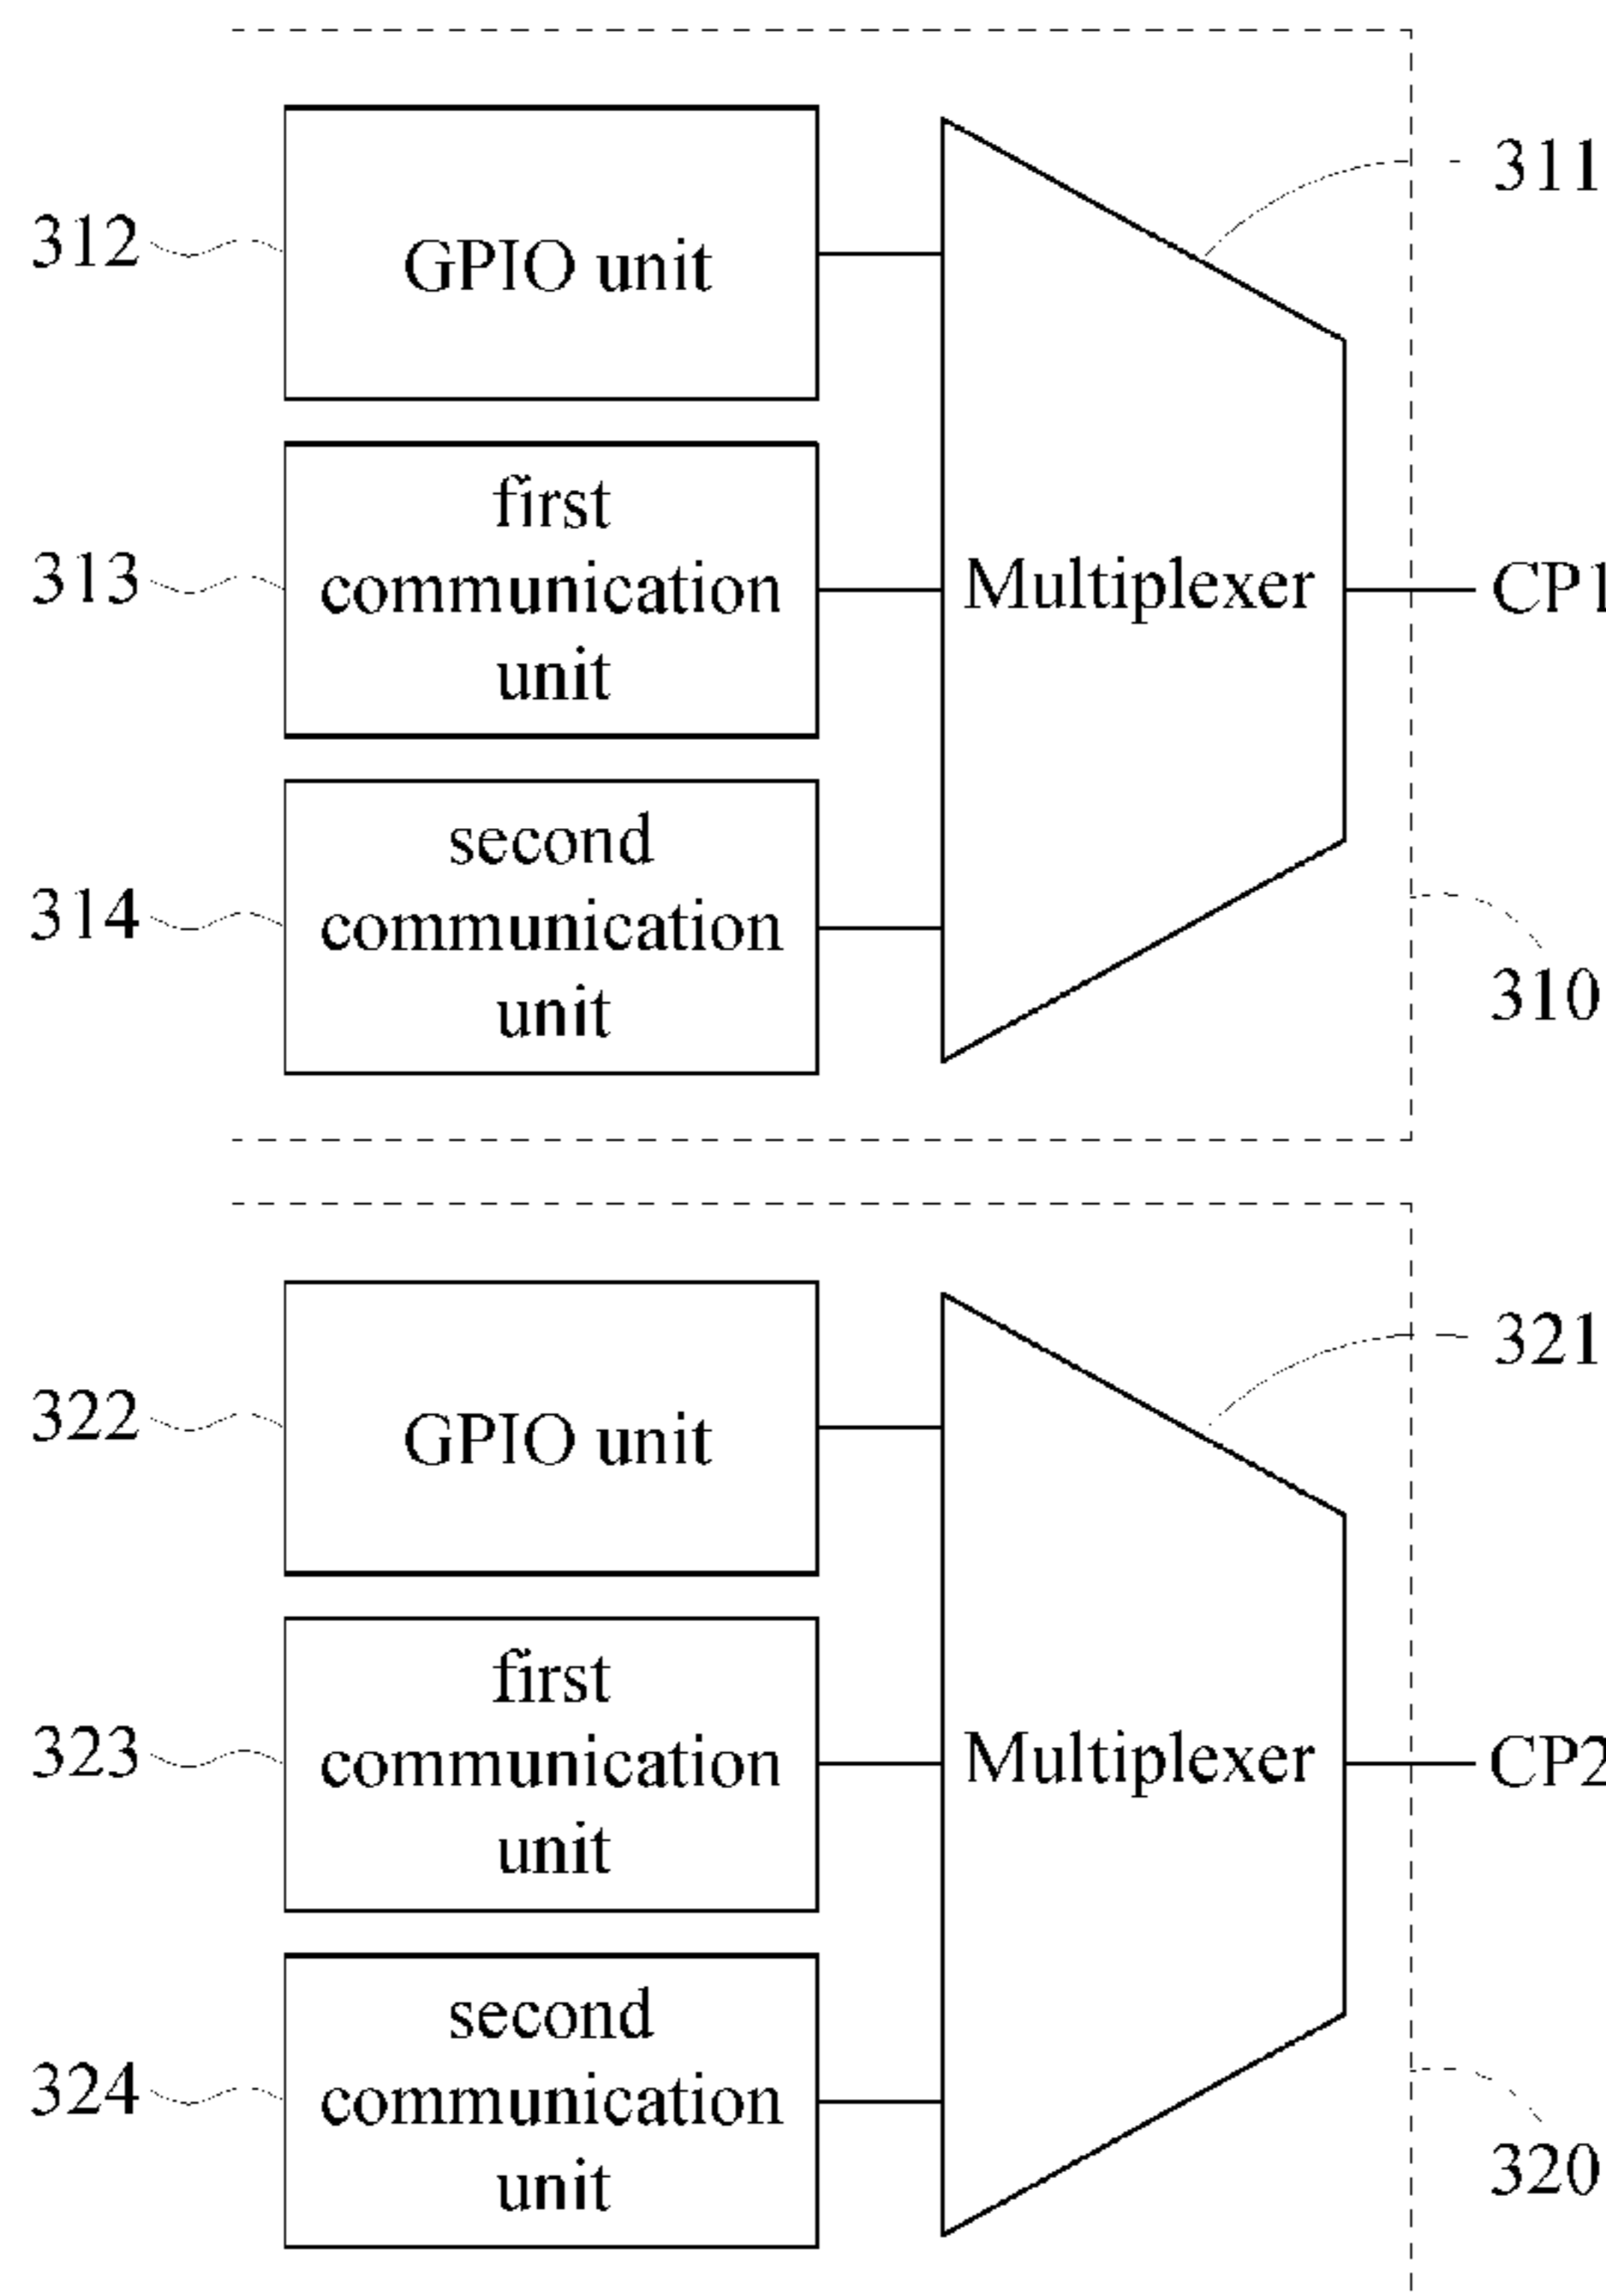 311
312
GPIO unit
first
communication
unit
313
Multiplexer
CP1
second
communication
unit
314
310
321
322
GPIO unit
first
communication
unit
323
Multiplexer
CP2
second
communication
unit
324
320